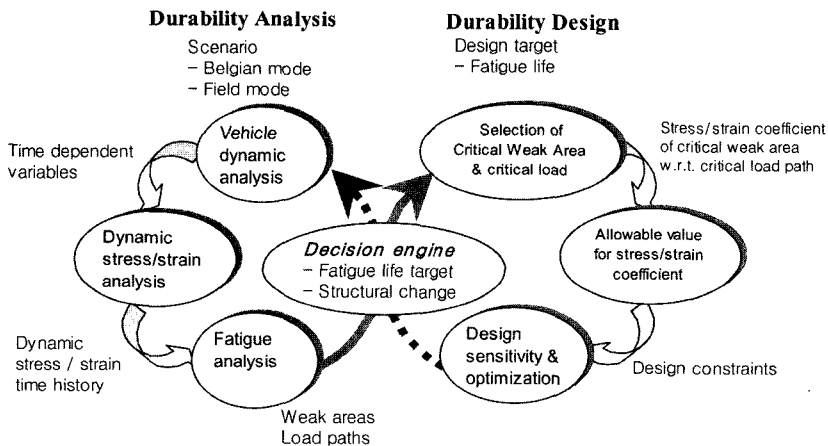 Durability Analysis
Durability Design
Scenario
- Belgian mode
- Field mode
Design target
- Fatigue life
Vehicle
dynamic
analysis
Selection of
Critical Weak Area
& critical load
Time dependent
variables
Stress/strain coefficient
of critical weak area
w.r.t. critical load path
Dynamic
stress/strain
analysis
Decision engine
- Fatigue life target
- Structural change
Allowable value
for stress/strain
coefficient
Dynamic
stress / strain
time history
Fatigue
analysis
Design
sensitivity &
optimization
Design constraints
Weak areas
Load paths